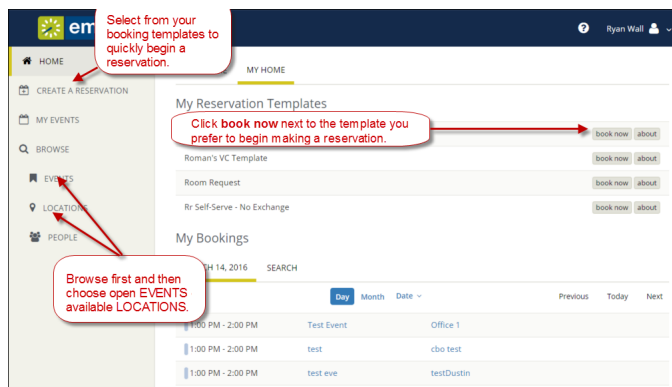 em
Select from your
booking templates to
quickly begin a
reservation.
Ryan Wall
HOME
MY HOME
CREATE A RESERVATION
My Reservation Templates
MY EVENTS
Click book now next to the template you
prefer to begin making a reservation.
book now about
BROWSE
Roman's VC Template
book now about
EVENTS
Room Request
book now about
LOCATIONS
Rr Self-Serve - No Exchange
book now about
PEOPLE
My Bookings
14, 2016 SEARCH
Browse first and then
choose open EVENTS
available LOCATIONS.
Day Month Date Previous Today Next
1:00 PM - 2:00 PM Test Event Office 1
1:00 PM - 2:00 PM test cbo test
1:00 PM - 2:00 PM test eve testDustin